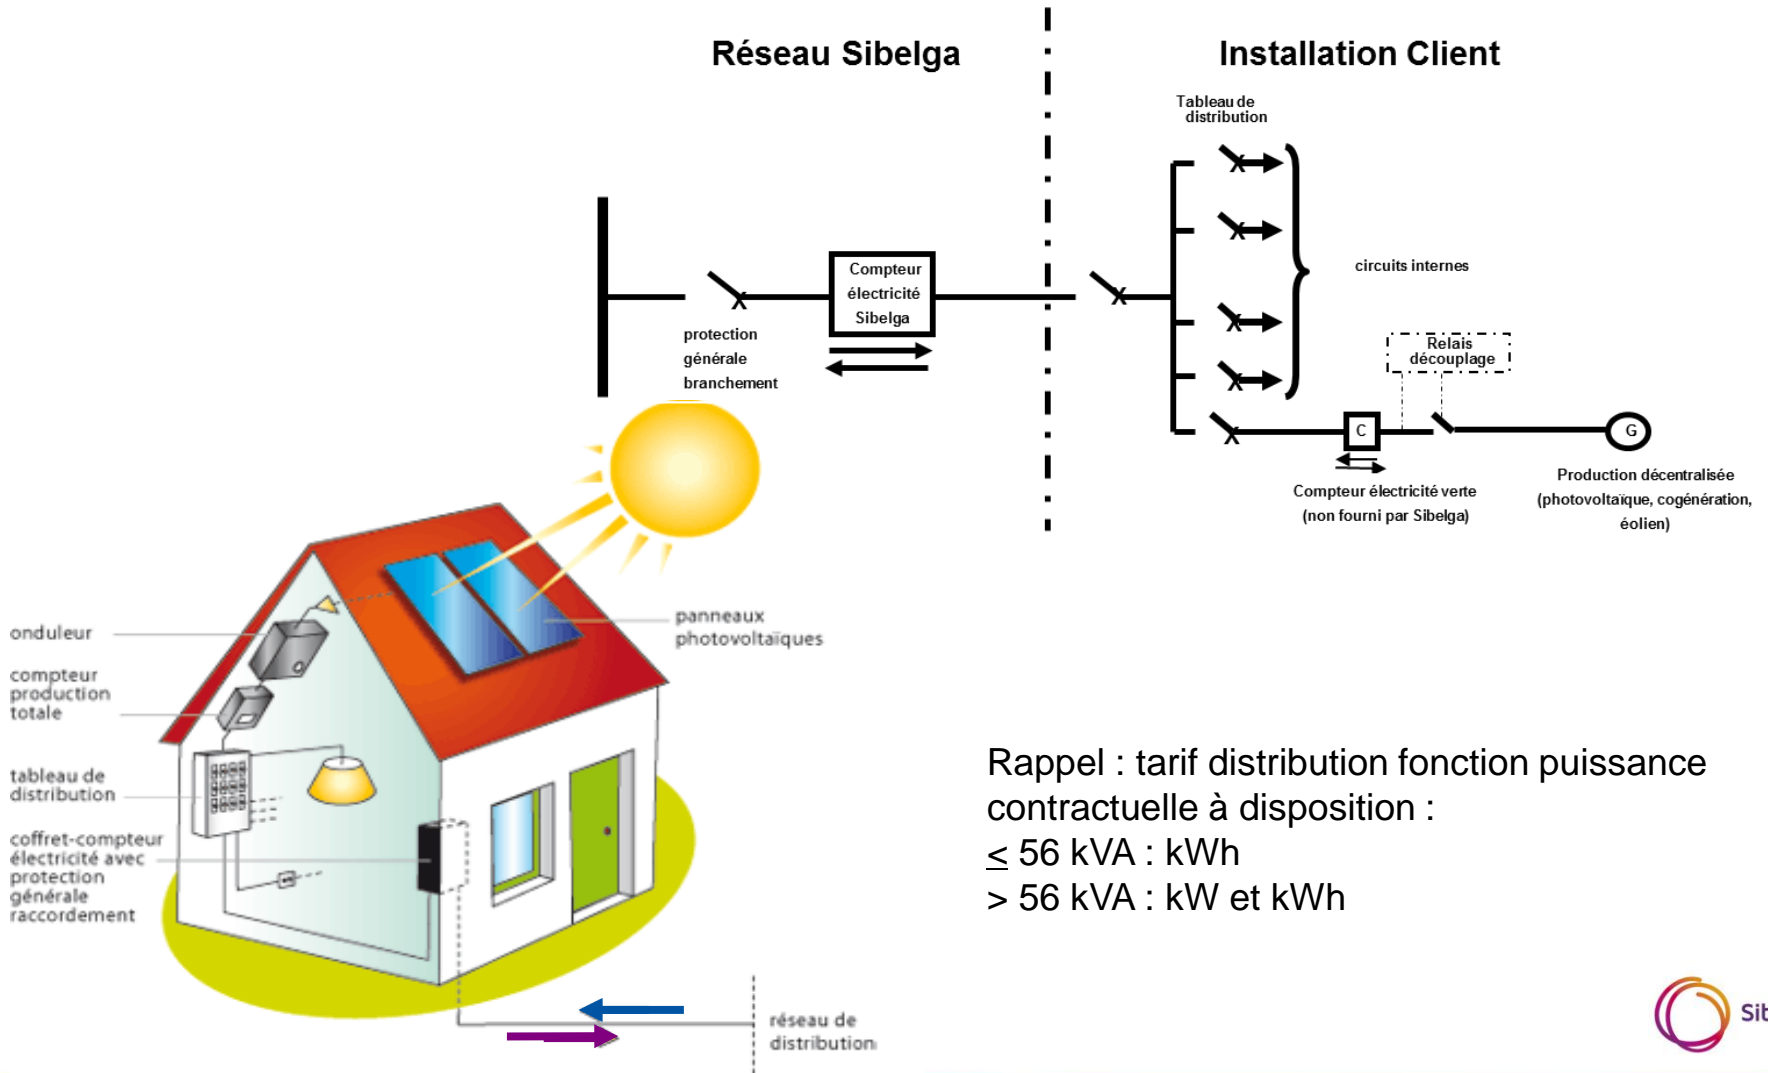 Réseau Sibelga
Installation Client
Tableau de
distribution
circuits internes
Compteur
électricité
Sibelga
protection
générale
branchement
Relais
découplage
C
G
Compteur électricité verte
(non fourni par Sibelga)
Production décentralisée
(photovoltaïque, cogénération,
éolien)
onduleur
compteur
production
totale
tableau de
distribution
coffret-compteur
électricité avec
protection
générale
raccordement
panneaux
photovoltaïques
réseau de
distribution
Rappel : tarif distribution fonction puissance
contractuelle à disposition :
≤ 56 kVA : kWh
> 56 kVA : kW et kWh
Sib